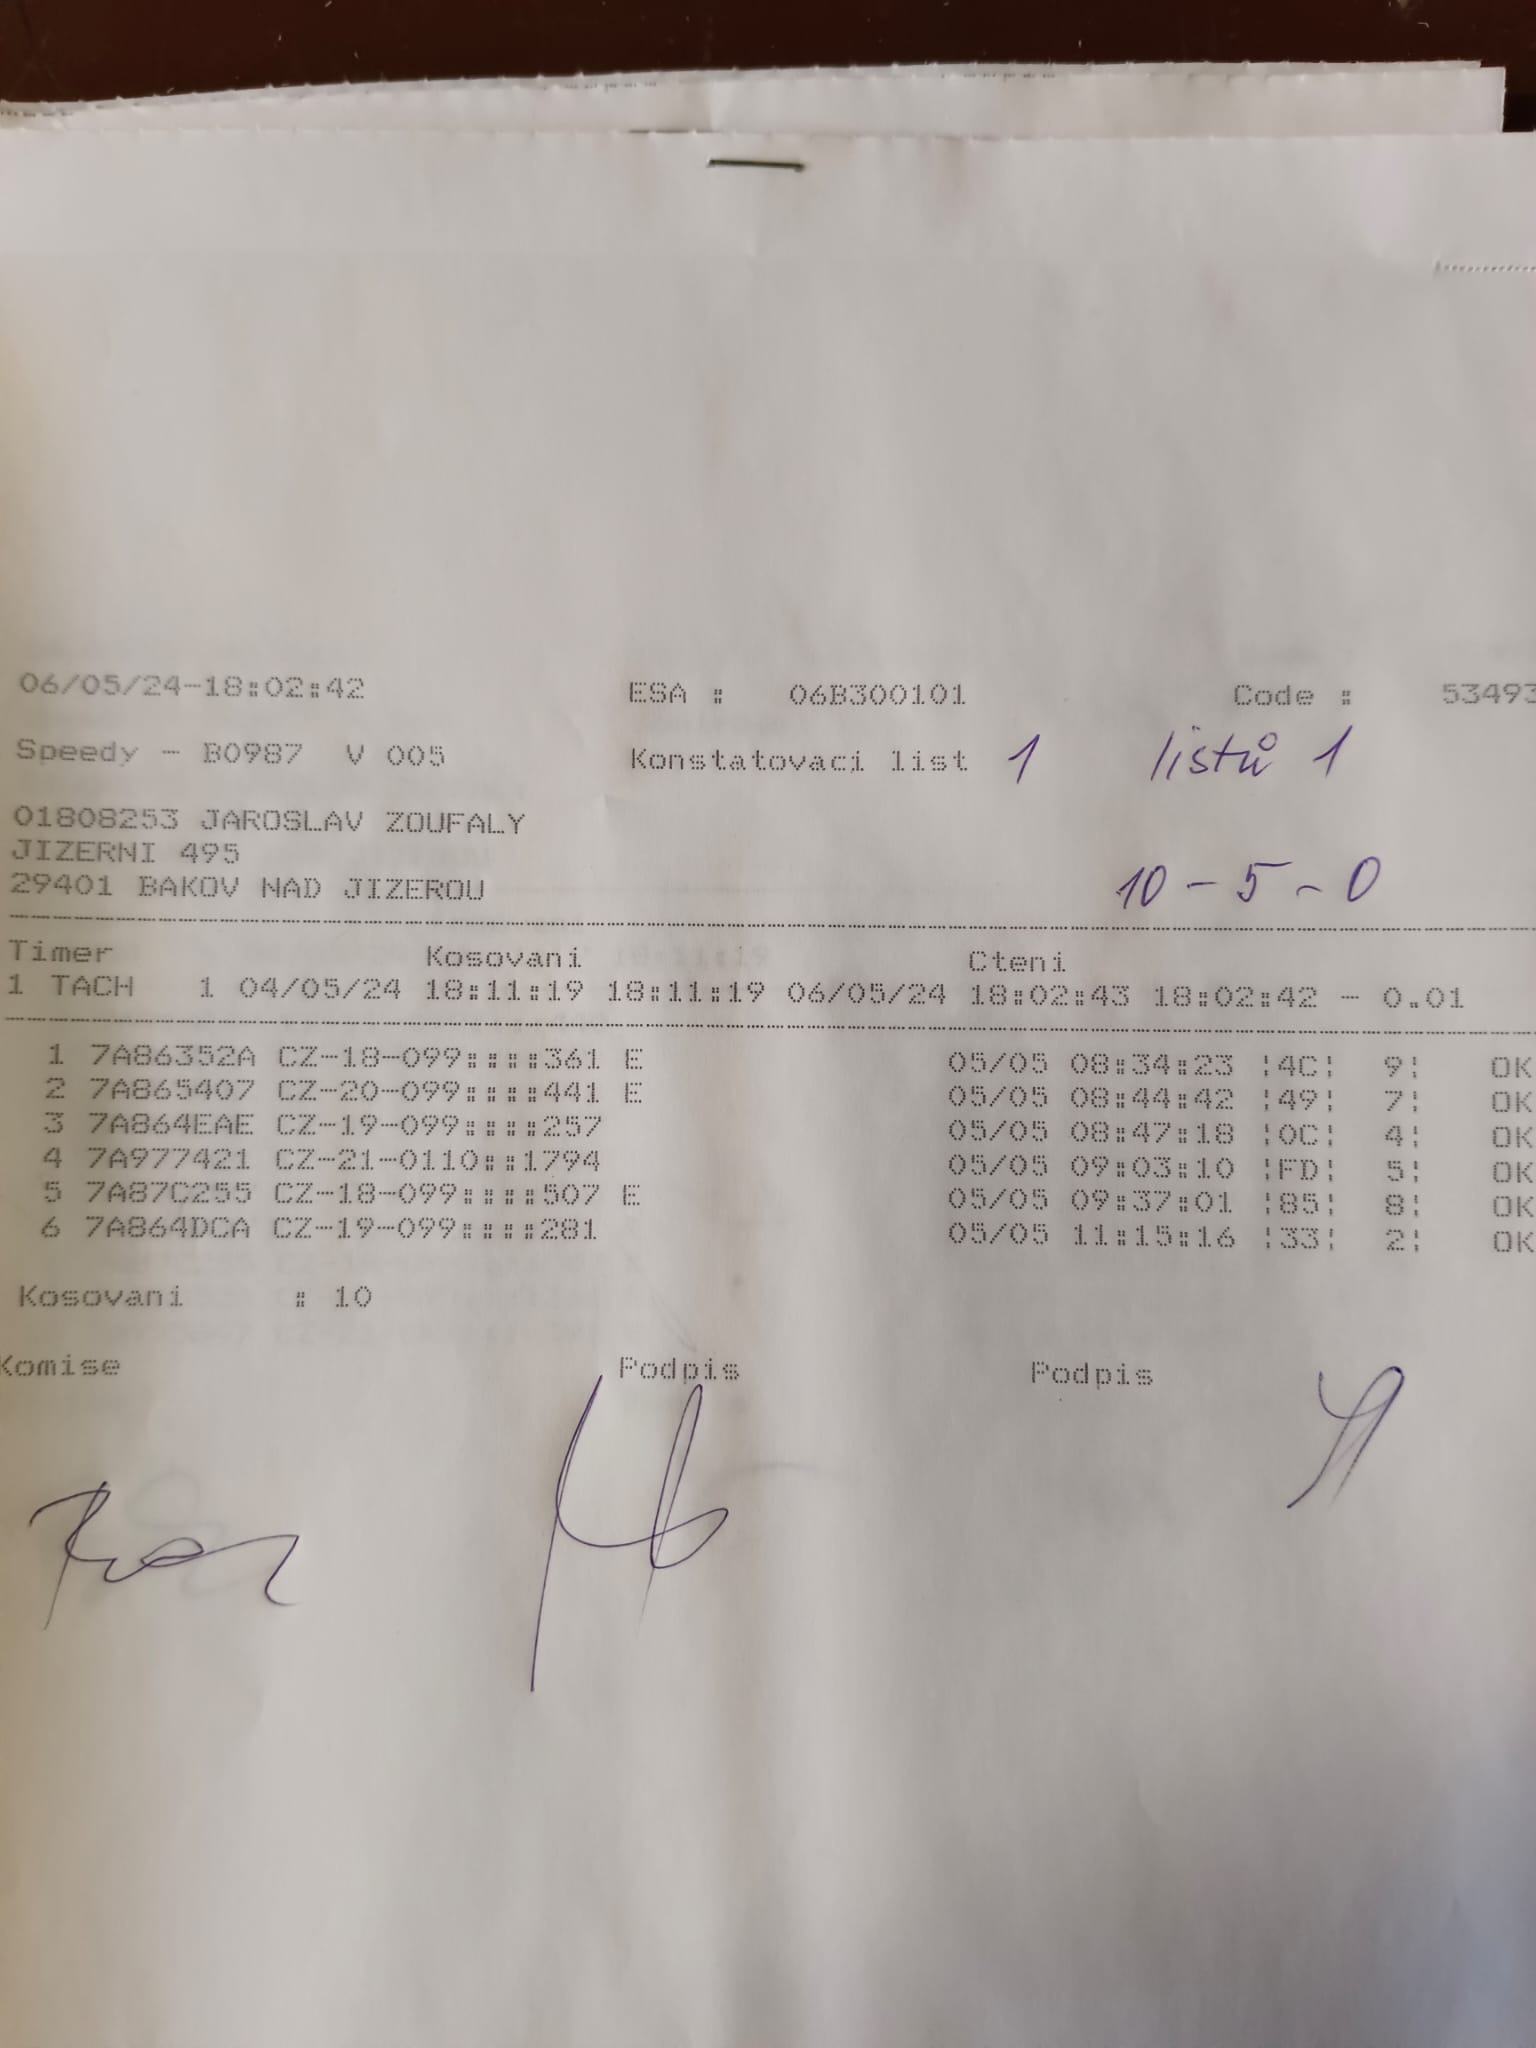 06/05/24-18:02:42 ESA : 06B300101 Code : 53493
Speedy - B0987 V 005 Konstatovaci list 1 listů 1
01808253 JAROSLAV ZOUFALY
JIZERNI 495
29401 BAKOV NAD JIZEROU 10 - 5 - 0
Timer Kosovani Cteni
1 TACH 1 04/05/24 18:11:19 18:11:19 06/05/24 18:02:43 18:02:42 - 0.01
1 7A86352A CZ-18-099::::361 E 05/05 08:34:23 ¦4C¦ 9¦ OK
2 7A865407 CZ-20-099::::441 E 05/05 08:44:42 ¦49¦ 7¦ OK
3 7A864EAE CZ-19-099::::257 05/05 08:47:18 ¦0C¦ 4¦ OK
4 7A977421 CZ-21-0110::1794 05/05 09:03:10 ¦FD¦ 5¦ OK
5 7A87C255 CZ-18-099::::507 E 05/05 09:37:01 ¦85¦ 8¦ OK
6 7A864DCA CZ-19-099::::281 05/05 11:15:16 ¦33¦ 2¦ OK
Kosovani : 10
Komise Podpis Podpis